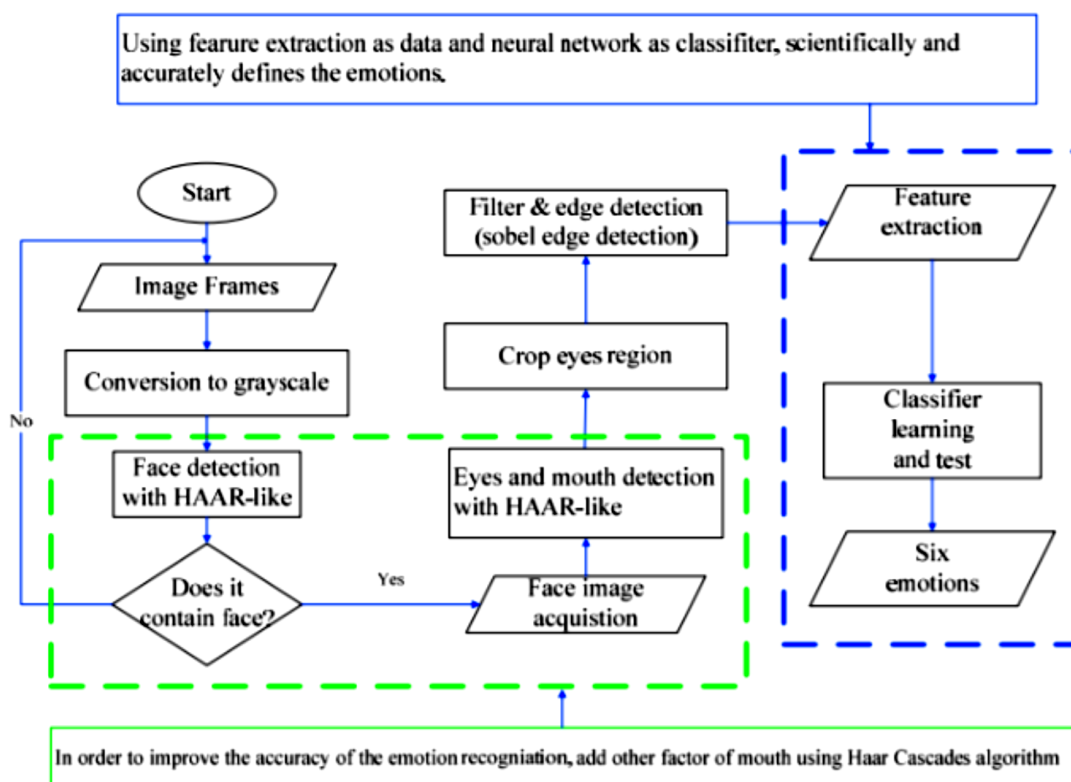 Using feature extraction as data and neural network as classifiter, scientifically and
accurately defines the emotions.
Start
Image Frames
Conversion to grayscale
No
Face detection
with HAAR-like
Does it
contain face?
Yes
Face image
acquistion
Eyes and mouth detection
with HAAR-like
Crop eyes region
Filter & edge detection
(sobel edge detection)
Feature
extraction
Classifier
learning
and test
Six
emotions
In order to improve the accuracy of the emotion recogniation, add other factor of mouth using Haar Cascades algorithm